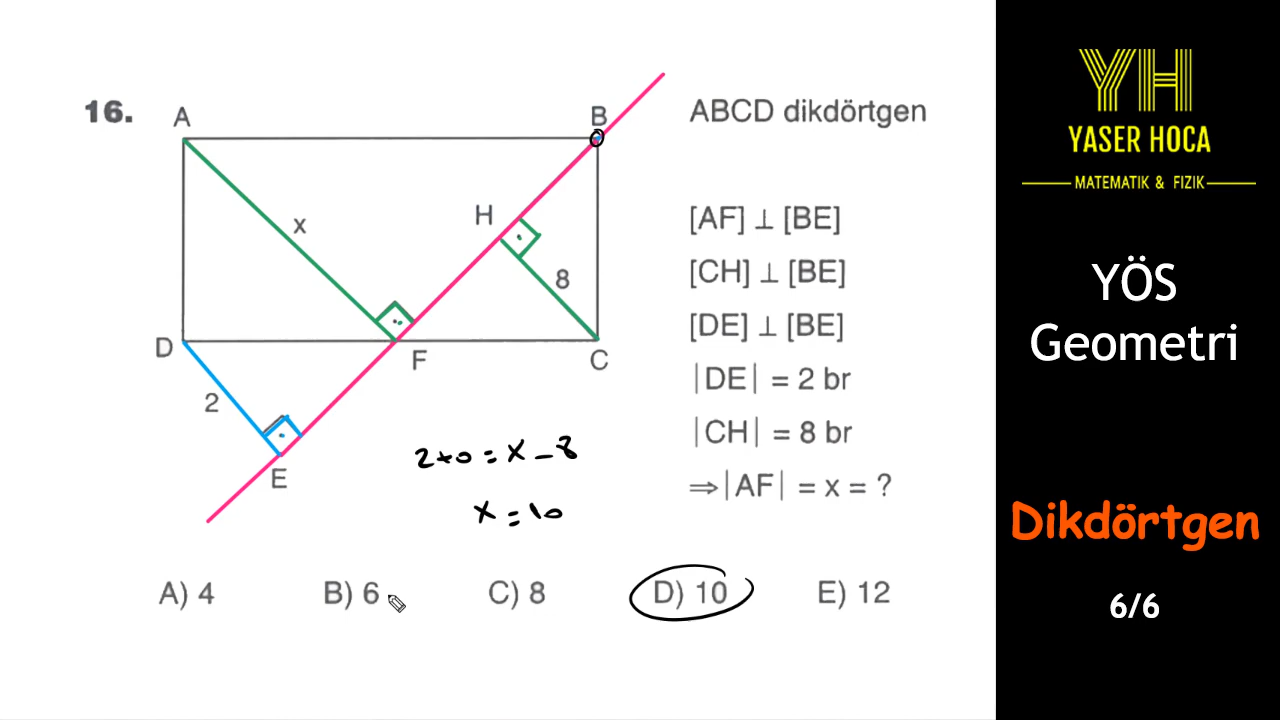 16.
A
B
ABCD dikdörtgen
x
H
8
[AF] ⊥ [BE]
[CH] ⊥ [BE]
[DE] ⊥ [BE]
D
F
C
2
E
|DE| = 2 br
|CH| = 8 br
⇒|AF| = x = ?
2+0 = x - 8
x = 10
A) 4
B) 6
C) 8
D) 10
E) 12
YH
YASER HOCA
MATEMATIK & FIZIK
YÖS
Geometri
Dikdörtgen
6/6